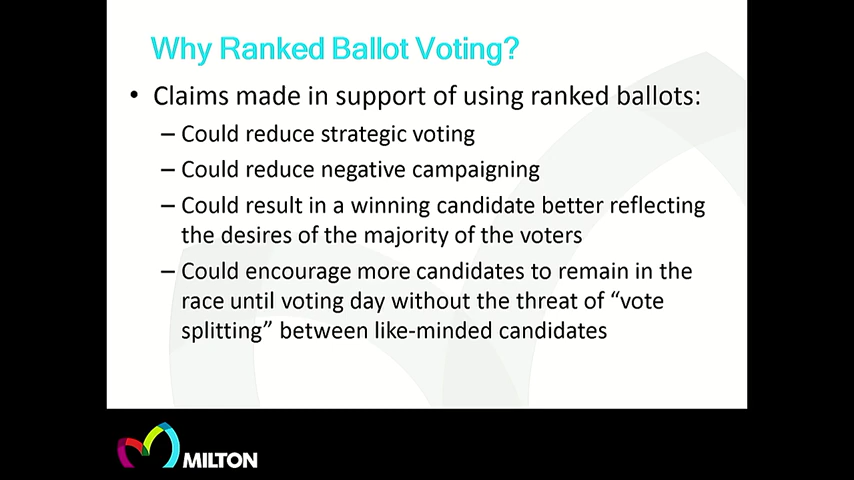 Why Ranked Ballot Voting?
• Claims made in support of using ranked ballots:
– Could reduce strategic voting
– Could reduce negative campaigning
– Could result in a winning candidate better reflecting
the desires of the majority of the voters
– Could encourage more candidates to remain in the
race until voting day without the threat of “vote
splitting” between like-minded candidates
MILTON